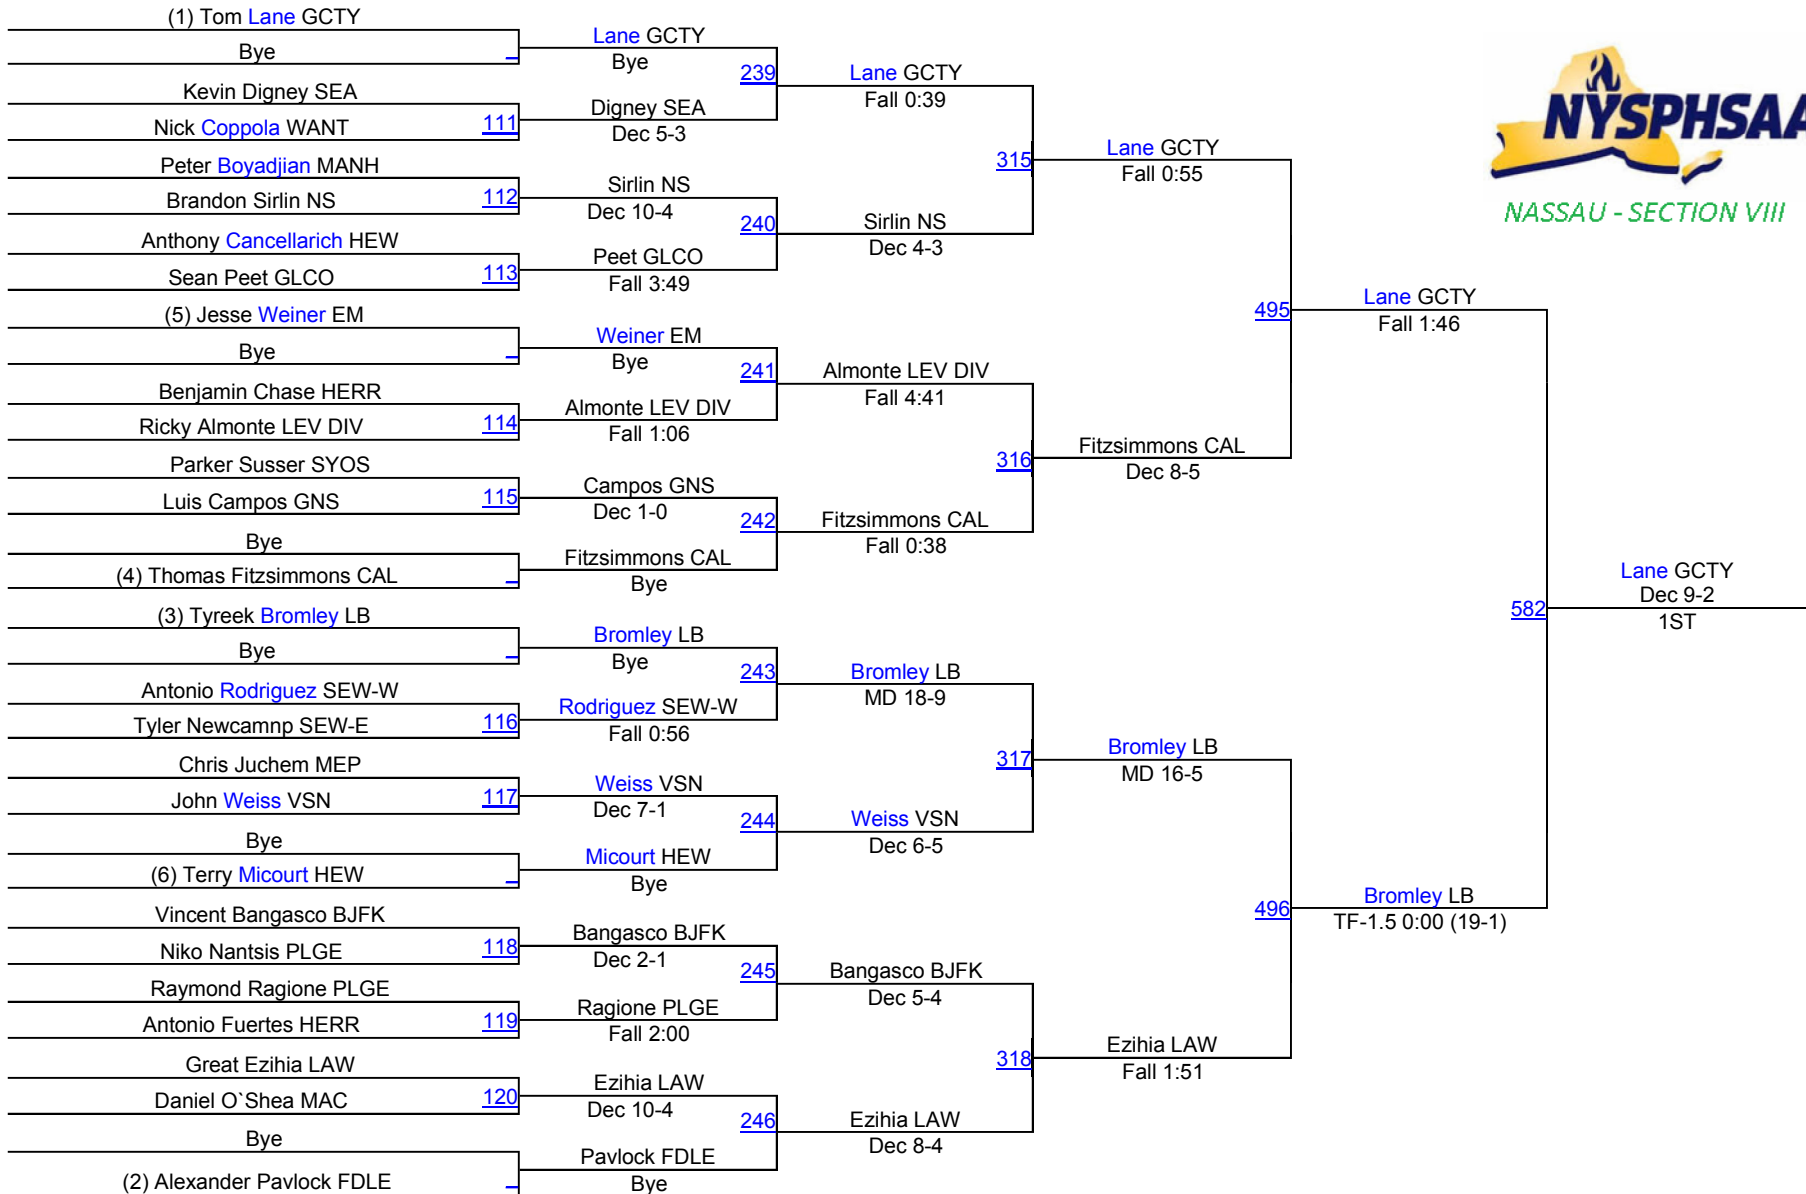 (1) Tom Lane GCTY
Bye
Kevin Digney SEA
Nick Coppola WANT 111
Peter Boyadjian MANH
Brandon Sirlin NS 112
Anthony Cancellarich HEW
Sean Peet GLCO 113
(5) Jesse Weiner EM
Bye
Benjamin Chase HERR
Ricky Almonte LEV DIV 114
Parker Susser SYOS
Luis Campos GNS 115
Bye
(4) Thomas Fitzsimmons CAL
(3) Tyreek Bromley LB
Bye
Antonio Rodriguez SEW-W
Tyler Newcamnp SEW-E 116
Chris Juchem MEP
John Weiss VSN 117
Bye
(6) Terry Micourt HEW
Vincent Bangasco BJFK
Niko Nantsis PLGE 118
Raymond Ragione PLGE
Antonio Fuertes HERR 119
Great Ezihia LAW
Daniel O`Shea MAC 120
Bye
(2) Alexander Pavlock FDLE
Lane GCTY
Bye
239
Digney SEA
Dec 5-3
Sirlin NS
Dec 10-4
240
Peet GLCO
Fall 3:49
Weiner EM
Bye
241
Almonte LEV DIV
Fall 1:06
Campos GNS
Dec 1-0
242
Fitzsimmons CAL
Bye
Bromley LB
Bye
243
Rodriguez SEW-W
Fall 0:56
Weiss VSN
Dec 7-1
244
Micourt HEW
Bye
Bangasco BJFK
Dec 2-1
245
Ragione PLGE
Fall 2:00
Ezihia LAW
Dec 10-4
246
Pavlock FDLE
Bye
Lane GCTY
Fall 0:39
315
Sirlin NS
Dec 4-3
Almonte LEV DIV
Fall 4:41
316
Fitzsimmons CAL
Fall 0:38
Bromley LB
MD 18-9
317
Weiss VSN
Dec 6-5
Bangasco BJFK
Dec 5-4
318
Ezihia LAW
Dec 8-4
Lane GCTY
Fall 0:55
495
Fitzsimmons CAL
Dec 8-5
Bromley LB
MD 16-5
496
Ezihia LAW
Fall 1:51
Lane GCTY
Fall 1:46
582
Bromley LB
TF-1.5 0:00 (19-1)
Lane GCTY
Dec 9-2
1ST
NYSPHSAA
NASSAU - SECTION VIII